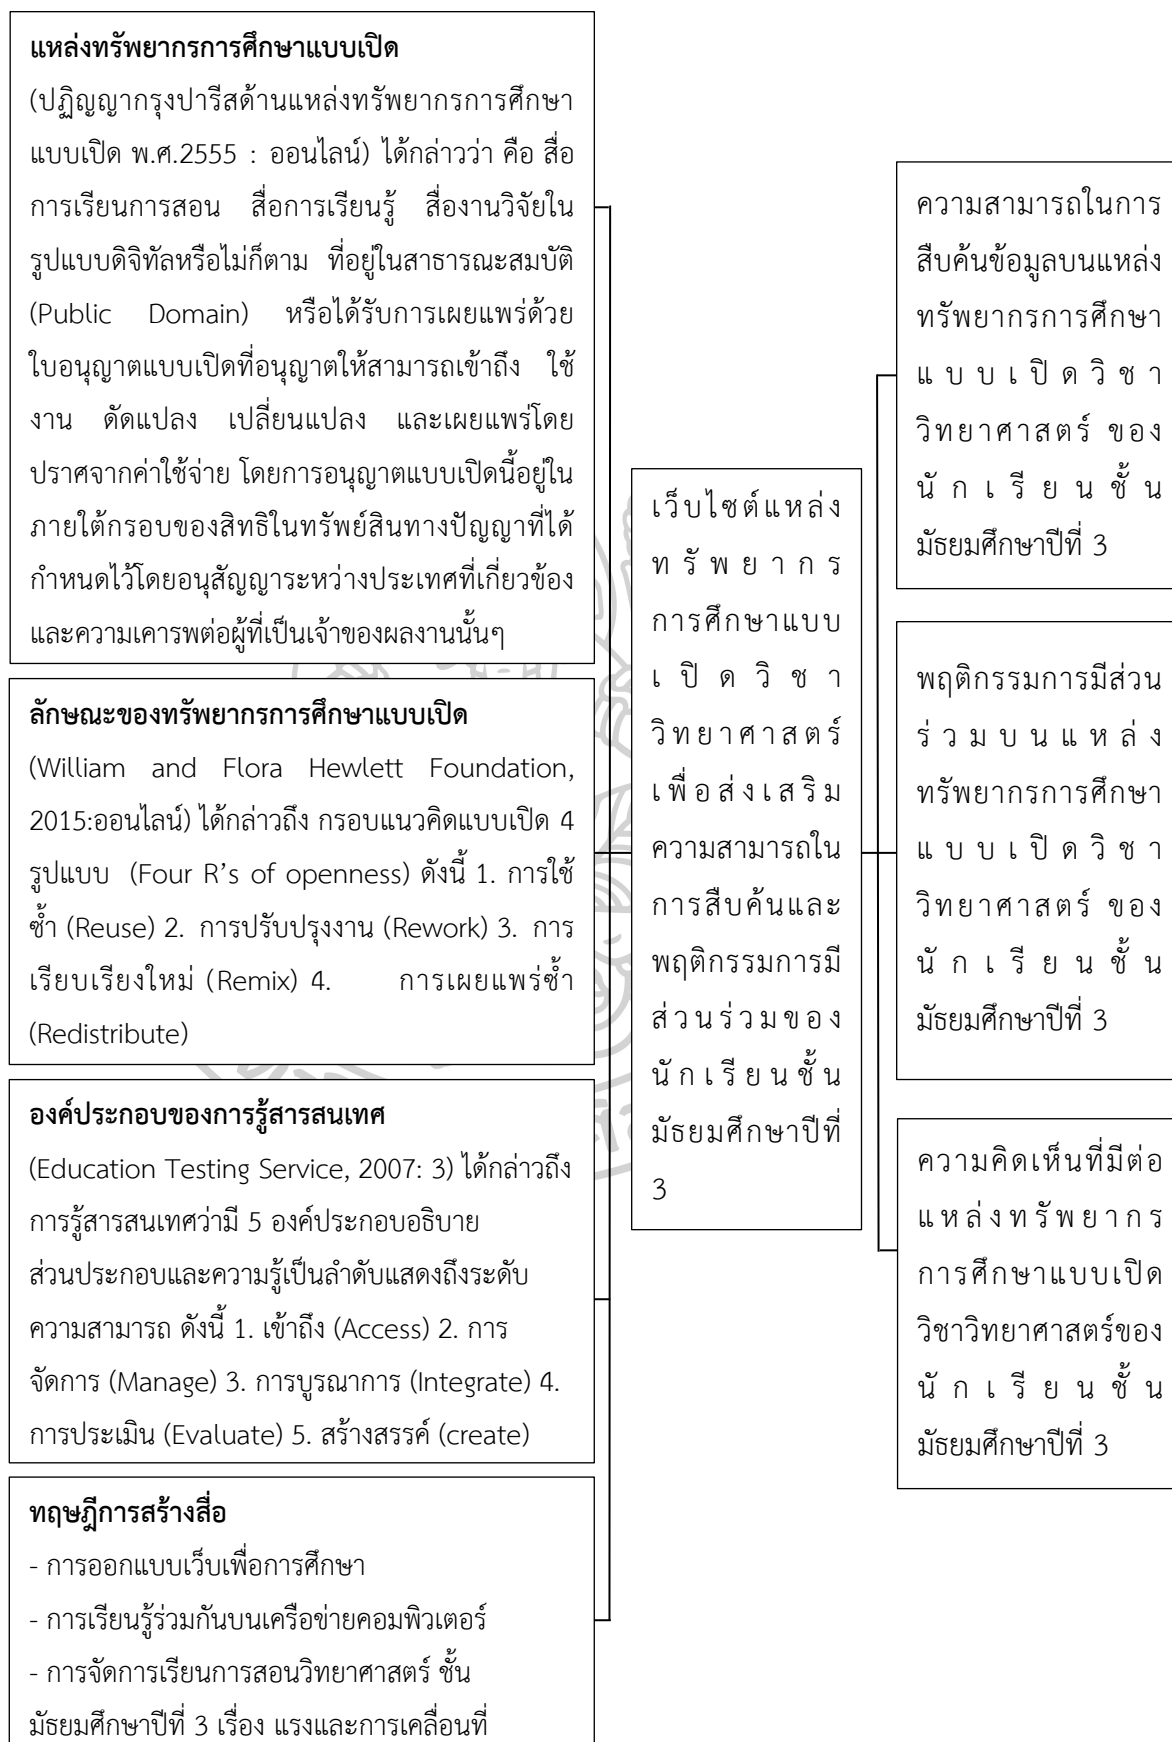 แหล่งทรัพยากรการศึกษาแบบเปิด
(ปฏิญญากรุงปารีสด้านแหล่งทรัพยากรการศึกษา
แบบเปิด พ.ศ.2555 : ออนไลน์) ได้กล่าวว่า คือ สื่อ
การเรียนการสอน สื่อการเรียนรู้ สื่องานวิจัยใน
รูปแบบดิจิทัลหรือไม่ก็ตาม ที่อยู่ในสาธารณะสมบัติ
(Public Domain) หรือได้รับการเผยแพร่ด้วย
ใบอนุญาตแบบเปิดที่อนุญาตให้สามารถเข้าถึง ใช้
งาน ดัดแปลง เปลี่ยนแปลง และเผยแพร่โดย
ปราศจากค่าใช้จ่าย โดยการอนุญาตแบบเปิดนี้อยู่ใน
ภายใต้กรอบของสิทธิในทรัพย์สินทางปัญญาที่ได้
กำหนดไว้โดยอนุสัญญาระหว่างประเทศที่เกี่ยวข้อง
และความเคารพต่อผู้ที่เป็นเจ้าของผลงานนั้นๆ
ลักษณะของทรัพยากรการศึกษาแบบเปิด
(William and Flora Hewlett Foundation,
2015:ออนไลน์) ได้กล่าวถึง กรอบแนวคิดแบบเปิด 4
รูปแบบ (Four R's of openness) ดังนี้ 1. การใช้
ซ้ำ (Reuse) 2. การปรับปรุงงาน (Rework) 3. การ
เรียบเรียงใหม่ (Remix) 4. การเผยแพร่ซ้ำ
(Redistribute)
องค์ประกอบของการรู้สารสนเทศ
(Education Testing Service, 2007: 3) ได้กล่าวถึง
การรู้สารสนเทศว่ามี 5 องค์ประกอบอธิบาย
ส่วนประกอบและความรู้เป็นลำดับแสดงถึงระดับ
ความสามารถ ดังนี้ 1. เข้าถึง (Access) 2. การ
จัดการ (Manage) 3. การบูรณาการ (Integrate) 4.
การประเมิน (Evaluate) 5. สร้างสรรค์ (create)
ทฤษฎีการสร้างสื่อ
- การออกแบบเว็บเพื่อการศึกษา
- การเรียนรู้ร่วมกันบนเครือข่ายคอมพิวเตอร์
- การจัดการเรียนการสอนวิทยาศาสตร์ ชั้น
มัธยมศึกษาปีที่ 3 เรื่อง แรงและการเคลื่อนที่
เว็บไซต์แหล่ง
ทรัพยากร
การศึกษาแบบ
เปิดวิชา
วิทยาศาสตร์
เพื่อส่งเสริม
ความสามารถใน
การสืบค้นและ
พฤติกรรมการมี
ส่วนร่วมของ
นักเรียนชั้น
มัธยมศึกษาปีที่
3
ความสามารถในการ
สืบค้นข้อมูลบนแหล่ง
ทรัพยากรการศึกษา
แบบเปิดวิชา
วิทยาศาสตร์ ของ
นักเรียนชั้น
มัธยมศึกษาปีที่ 3
พฤติกรรมการมีส่วน
ร่วมบนแหล่ง
ทรัพยากรการศึกษา
แบบเปิดวิชา
วิทยาศาสตร์ ของ
นักเรียนชั้น
มัธยมศึกษาปีที่ 3
ความคิดเห็นที่มีต่อ
แหล่งทรัพยากร
การศึกษาแบบเปิด
วิชาวิทยาศาสตร์ของ
นักเรียนชั้น
มัธยมศึกษาปีที่ 3